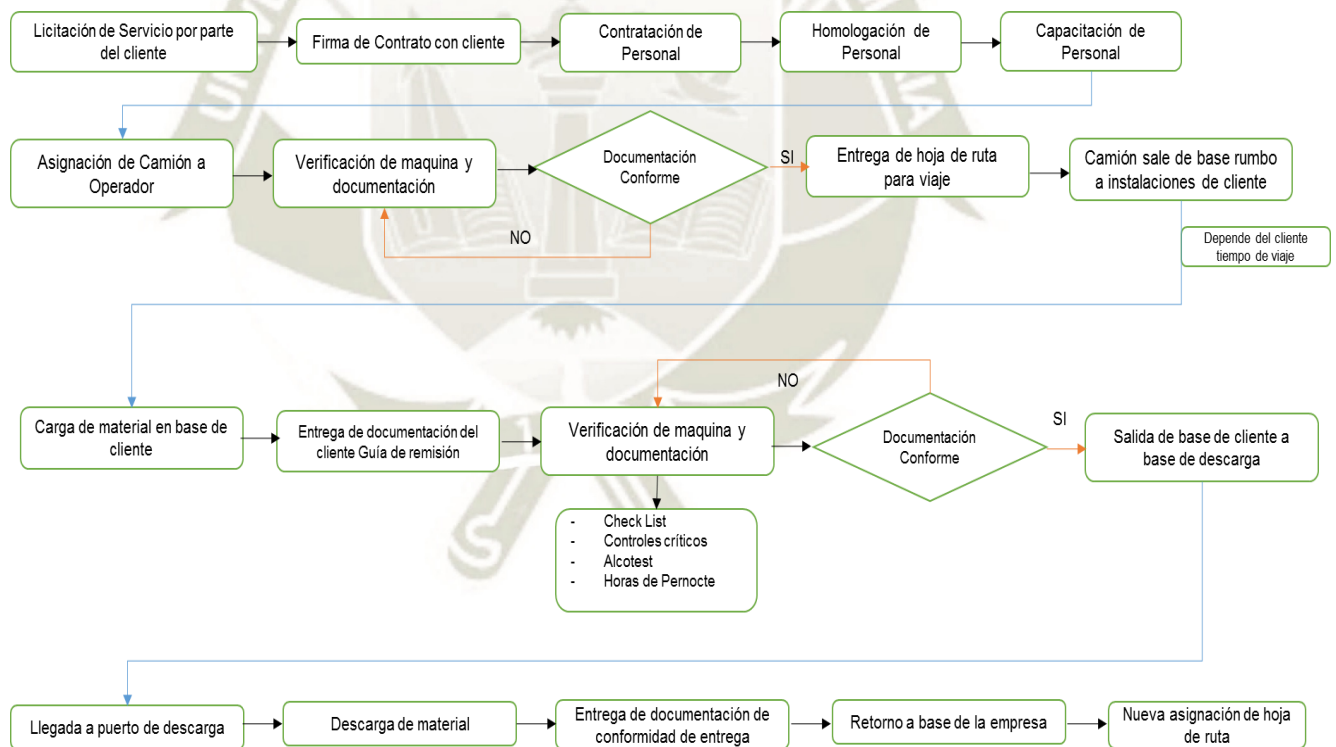 Licitación de Servicio por parte
del cliente
Firma de Contrato con cliente
Contratación de
Personal
Homologación de
Personal
Capacitación de
Personal
Asignación de Camión a
Operador
Verificación de maquina y
documentación
Documentación
Conforme
SI
NO
Entrega de hoja de ruta
para viaje
Camión sale de base rumbo
a instalaciones de cliente
Depende del cliente
tiempo de viaje
Carga de material en base de
cliente
Entrega de documentación del
cliente Guía de remisión
Verificación de maquina y
documentación
NO
Documentación
Conforme
SI
Salida de base de cliente a
base de descarga
- Check List
- Controles críticos
- Alcotest
- Horas de Pernocte
Llegada a puerto de descarga
Descarga de material
Entrega de documentación de
conformidad de entrega
Retorno a base de la empresa
Nueva asignación de hoja
de ruta